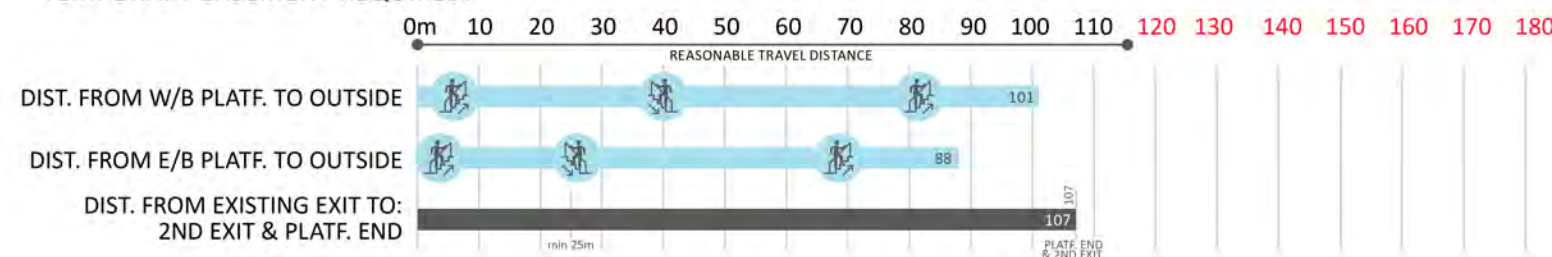 0m 10 20 30 40 50 60 70 80 90 100 110 120 130 140 150 160 170 180
REASONABLE TRAVEL DISTANCE
DIST. FROM W/B PLATF. TO OUTSIDE
101
DIST. FROM E/B PLATF. TO OUTSIDE
88
DIST. FROM EXISTING EXIT TO:
2ND EXIT & PLATF. END
107
107
min 25m
PLATF. END
& 2ND EXIT